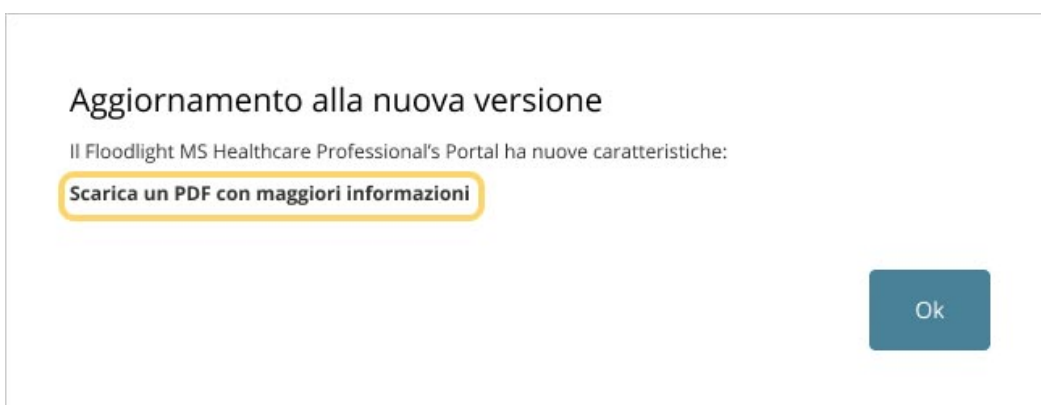 Aggiornamento alla nuova versione
Il Floodlight MS Healthcare Professional's Portal ha nuove caratteristiche:
Scarica un PDF con maggiori informazioni
Ok